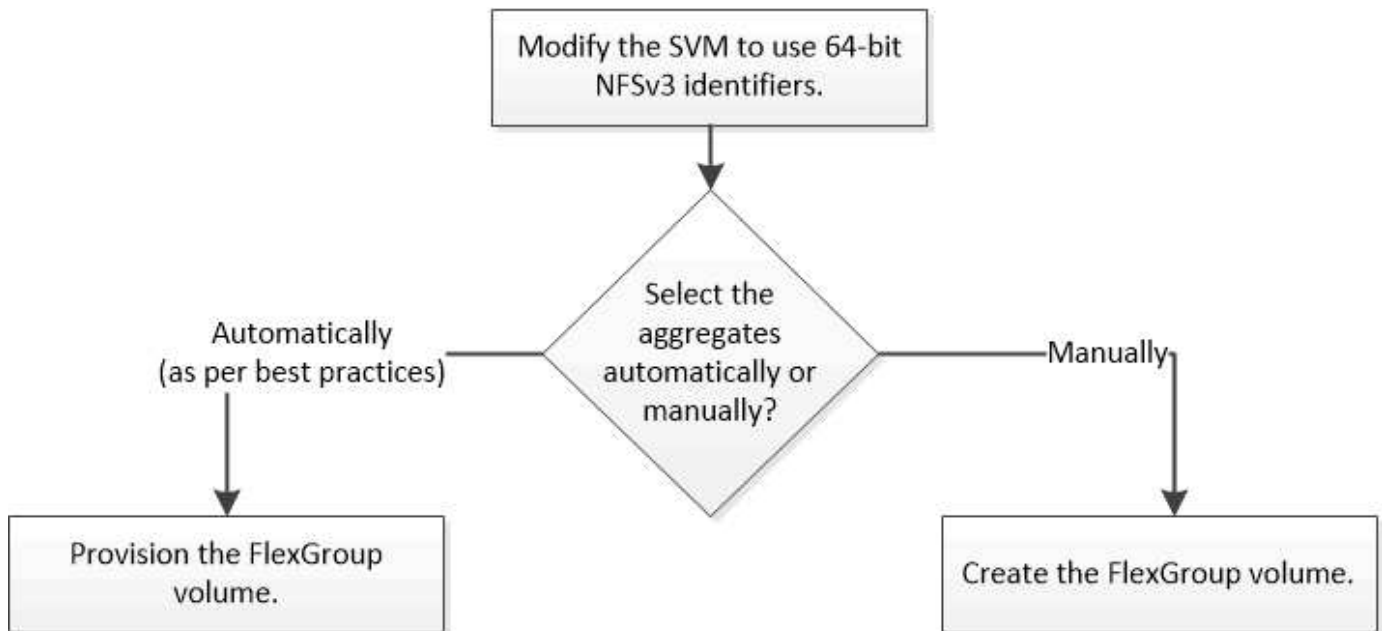 Modify the SVM to use 64-bit
NFSv3 identifiers.
Select the
aggregates
automatically or
manually?
Automatically
(as per best practices)
Manually
Provision the FlexGroup
volume.
Create the FlexGroup volume.